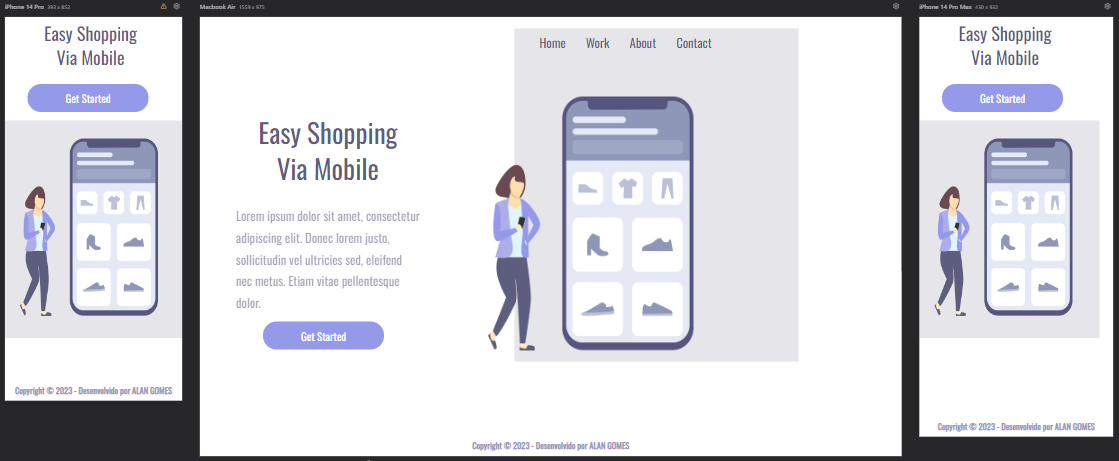 iPhone 14 Pro 393 x 852
Easy Shopping
Via Mobile
Get Started
Copyright © 2023 - Desenvolvido por ALAN GOMES
Macbook Air 1559 x 975
Home Work About Contact
Easy Shopping
Via Mobile
Lorem ipsum dolor sit amet, consectetur
adipiscing elit. Donec lorem justo,
sollicitudin vel ultricies sed, eleifend
nec metus. Etiam vitae pellentesque
dolor.
Get Started
Copyright © 2023 - Desenvolvido por ALAN GOMES
iPhone 14 Pro Max 430 x 932
Easy Shopping
Via Mobile
Get Started
Copyright © 2023 - Desenvolvido por ALAN GOMES